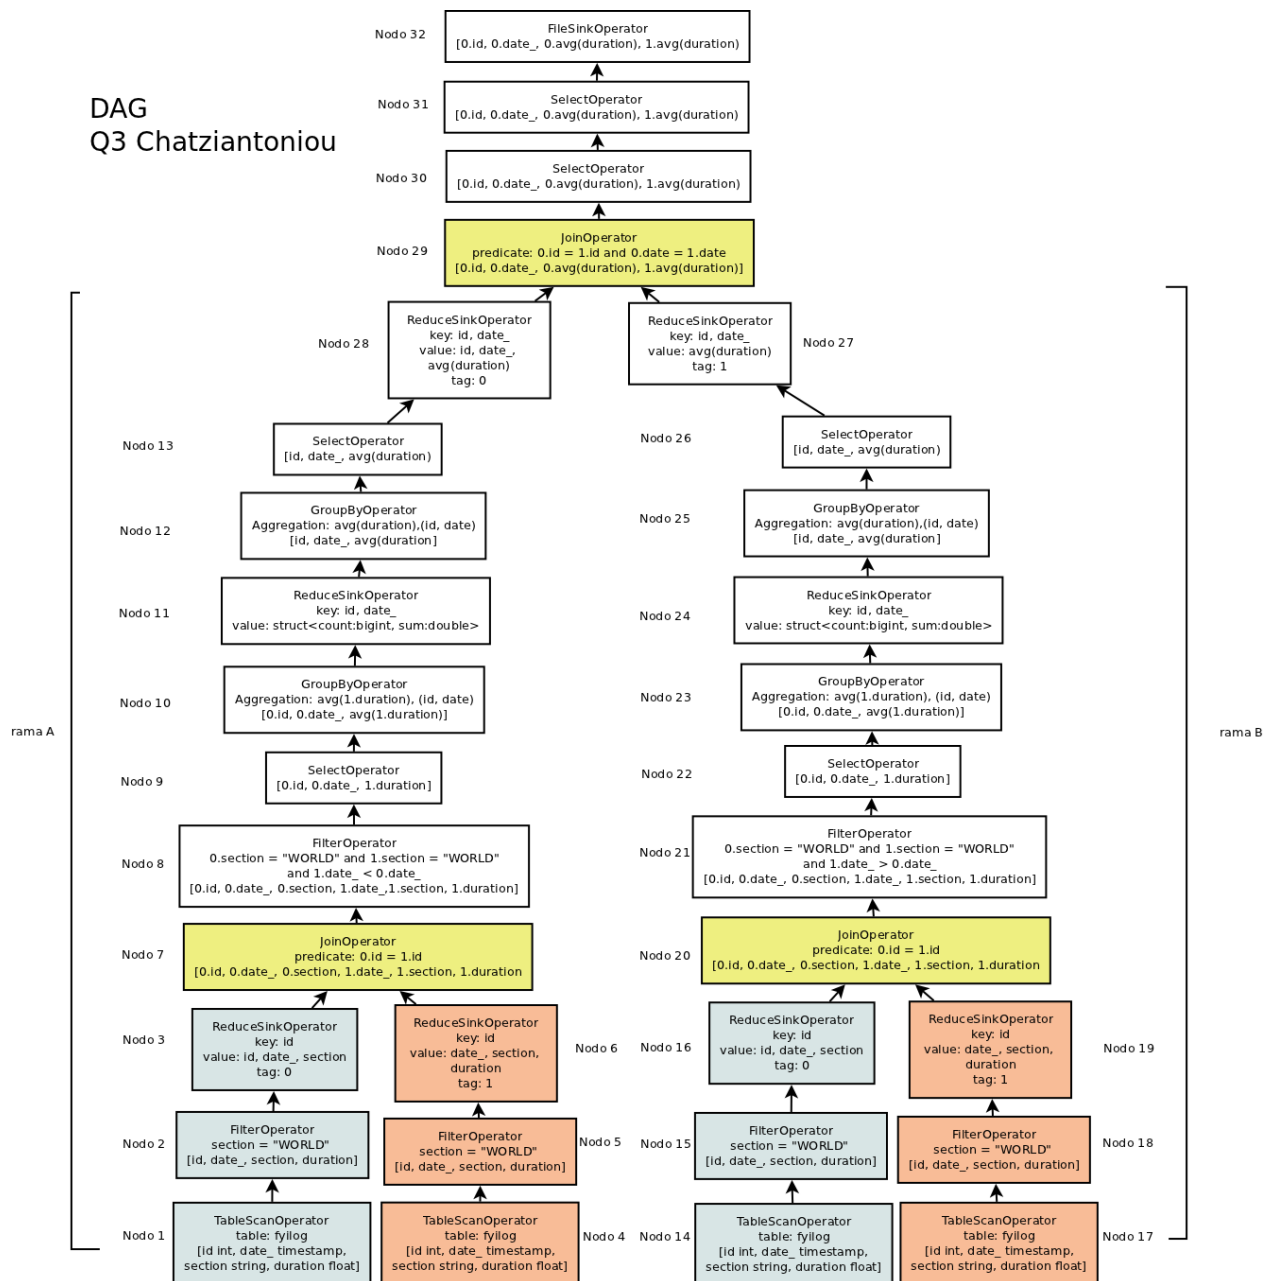 Nodo 32
FileSinkOperator
[0.id, 0.date_, 0.avg(duration), 1.avg(duration)
DAG
Q3 Chatziantoniou
Nodo 31
SelectOperator
[0.id, 0.date_, 0.avg(duration), 1.avg(duration)
Nodo 30
SelectOperator
[0.id, 0.date_, 0.avg(duration), 1.avg(duration)
Nodo 29
JoinOperator
predicate: 0.id = 1.id and 0.date = 1.date
[0.id, 0.date_, 0.avg(duration), 1.avg(duration)]
rama A
Nodo 28
ReduceSinkOperator
key: id, date_
value: id, date_,
avg(duration)
tag: 0
Nodo 13
SelectOperator
[id, date_, avg(duration)
Nodo 12
GroupByOperator
Aggregation: avg(duration),(id, date)
[id, date_, avg(duration]
Nodo 11
ReduceSinkOperator
key: id, date_
value: struct<count:bigint, sum:double>
Nodo 10
GroupByOperator
Aggregation: avg(1.duration), (id, date)
[0.id, 0.date_, avg(1.duration)]
Nodo 9
SelectOperator
[0.id, 0.date_, 1.duration]
Nodo 8
FilterOperator
0.section = "WORLD" and 1.section = "WORLD"
and 1.date_ < 0.date_
[0.id, 0.date_, 0.section, 1.date_,1.section, 1.duration]
Nodo 7
JoinOperator
predicate: 0.id = 1.id
[0.id, 0.date_, 0.section, 1.date_, 1.section, 1.duration
Nodo 3
ReduceSinkOperator
key: id
value: id, date_, section
tag: 0
Nodo 2
FilterOperator
section = "WORLD"
[id, date_, section, duration]
Nodo 1
TableScanOperator
table: fyilog
[id int, date_ timestamp,
section string, duration float]
ReduceSinkOperator
key: id
value: date_, section,
duration
tag: 1
Nodo 6
FilterOperator
section = "WORLD"
[id, date_, section, duration]
Nodo 5
TableScanOperator
table: fyilog
[id int, date_ timestamp,
section string, duration float]
Nodo 4
rama B
ReduceSinkOperator
key: id, date_
value: avg(duration)
tag: 1
Nodo 27
Nodo 26
SelectOperator
[id, date_, avg(duration)
Nodo 25
GroupByOperator
Aggregation: avg(duration),(id, date)
[id, date_, avg(duration]
Nodo 24
ReduceSinkOperator
key: id, date_
value: struct<count:bigint, sum:double>
Nodo 23
GroupByOperator
Aggregation: avg(1.duration), (id, date)
[0.id, 0.date_, avg(1.duration)]
Nodo 22
SelectOperator
[0.id, 0.date_, 1.duration]
Nodo 21
FilterOperator
0.section = "WORLD" and 1.section = "WORLD"
and 1.date_ > 0.date_
[0.id, 0.date_, 0.section, 1.date_, 1.section, 1.duration]
Nodo 20
JoinOperator
predicate: 0.id = 1.id
[0.id, 0.date_, 0.section, 1.date_, 1.section, 1.duration
Nodo 16
ReduceSinkOperator
key: id
value: id, date_, section
tag: 0
Nodo 15
FilterOperator
section = "WORLD"
[id, date_, section, duration]
Nodo 14
TableScanOperator
table: fyilog
[id int, date_ timestamp,
section string, duration float]
ReduceSinkOperator
key: id
value: date_, section,
duration
tag: 1
Nodo 19
FilterOperator
section = "WORLD"
[id, date_, section, duration]
Nodo 18
TableScanOperator
table: fyilog
[id int, date_ timestamp,
section string, duration float]
Nodo 17